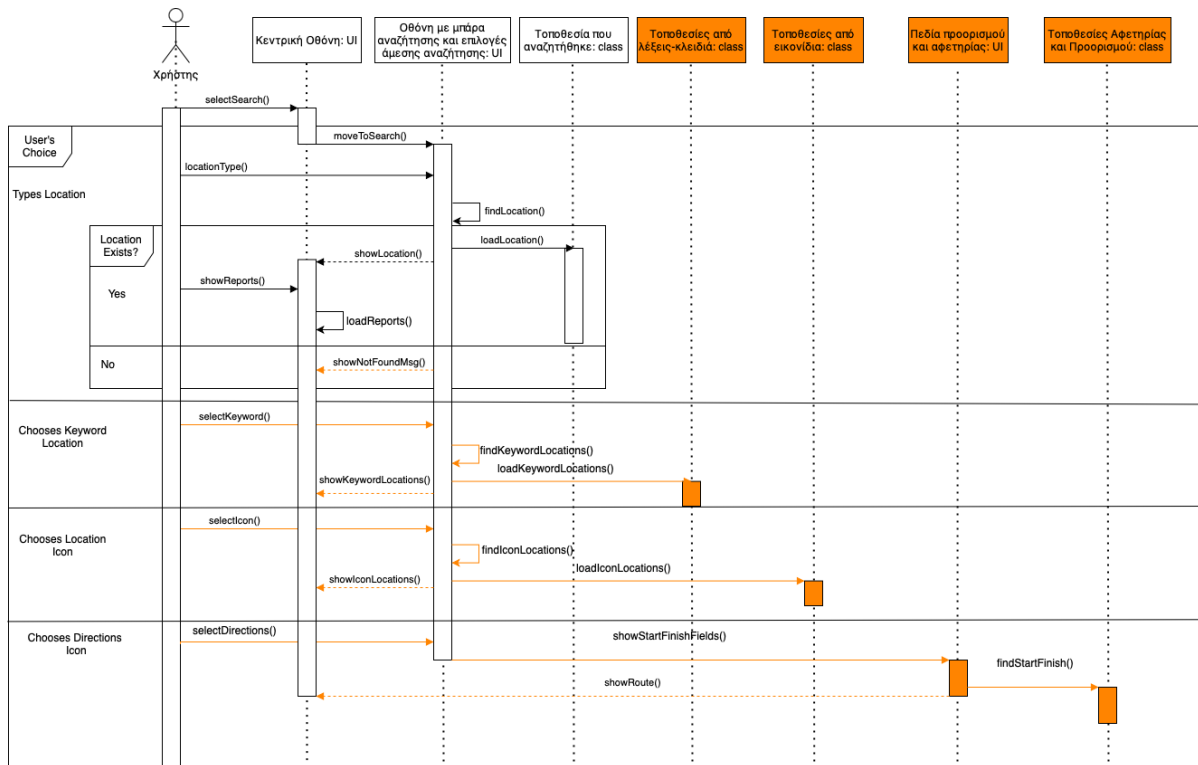 Χρήστης
Κεντρική Οθόνη: UI
Οθόνη με μπάρα
αναζήτησης και επιλογές
άμεσης αναζήτησης: UI
Τοποθεσία που
αναζητήθηκε: class
Τοποθεσίες από
λέξεις-κλειδιά: class
Τοποθεσίες από
εικονίδια: class
Πεδία προορισμού
και αφετηρίας: UI
Τοποθεσίες Αφετηρίας
και Προορισμού: class
selectSearch()
User's
Choice
moveToSearch()
locationType()
Types Location
findLocation()
Location
Exists?
loadLocation()
showLocation()
showReports()
Yes
loadReports()
No
showNotFoundMsg()
selectKeyword()
Chooses Keyword
Location
findKeywordLocations()
loadKeywordLocations()
showKeywordLocations()
selectIcon()
Chooses Location
Icon
findIconLocations()
loadIconLocations()
showIconLocations()
selectDirections()
Chooses Directions
Icon
showStartFinishFields()
findStartFinish()
showRoute()